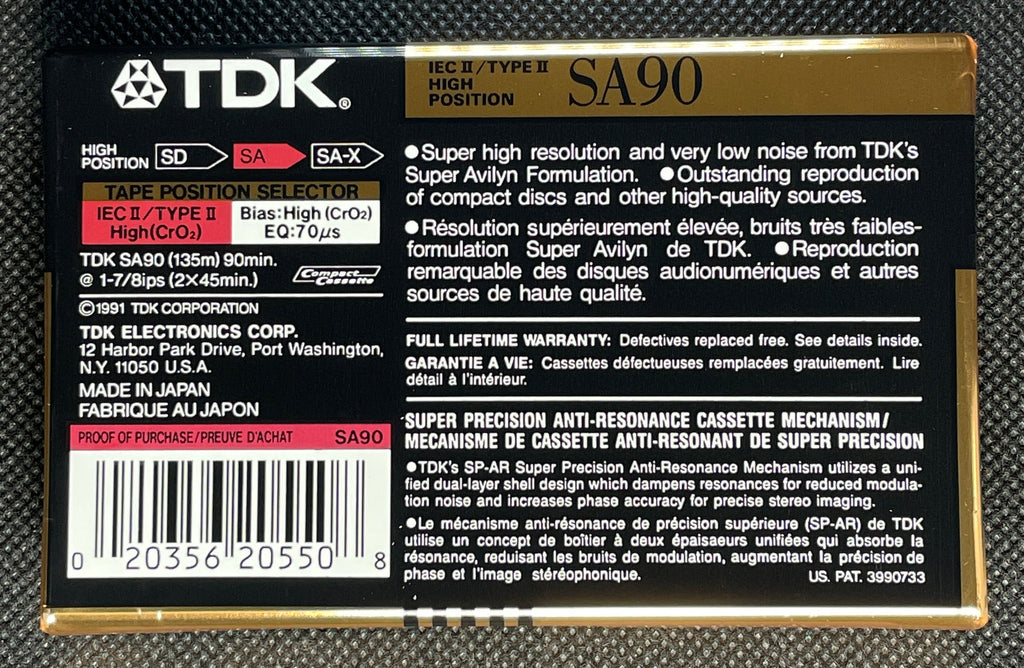 TDK®
IEC II/TYPE II
HIGH
POSITION
SA90
HIGH
POSITION
SD
SA
SA-X
TAPE POSITION SELECTOR
IEC II/TYPE II
High(CrO₂)
Bias:High (CrO₂)
EQ:70µs
TDK SA90 (135m) 90min.
@ 1-7/8ips (2×45min.)
Compact
Cassette
©1991 TDK CORPORATION
TDK ELECTRONICS CORP.
12 Harbor Park Drive, Port Washington,
N.Y. 11050 U.S.A.
MADE IN JAPAN
FABRIQUE AU JAPON
PROOF OF PURCHASE/PREUVE D'ACHAT SA90
0 20356 20550 8
●Super high resolution and very low noise from TDK's
Super Avilyn Formulation. ●Outstanding reproduction
of compact discs and other high-quality sources.
●Résolution supérieurement élevée, bruits très faibles-
formulation Super Avilyn de TDK. ●Reproduction
remarquable des disques audionumériques et autres
sources de haute qualité.
FULL LIFETIME WARRANTY: Defectives replaced free. See details inside.
GARANTIE A VIE: Cassettes défectueuses remplacées gratuitement. Lire
détail à l'intérieur.
SUPER PRECISION ANTI-RESONANCE CASSETTE MECHANISM/
MECANISME DE CASSETTE ANTI-RESONANT DE SUPER PRECISION
●TDK's SP-AR Super Precision Anti-Resonance Mechanism utilizes a uni-
fied dual-layer shell design which dampens resonances for reduced modula-
tion noise and increases phase accuracy for precise stereo imaging.
●Le mécanisme anti-résonance de précision supérieure (SP-AR) de TDK
utilise un concept de boîtier à deux épaisaeurs unifiées qui absorbe la
résonance, reduisant les bruits de modulation, augmentant la précision de
phase et l'image stéréophonique.
US. PAT. 3990733